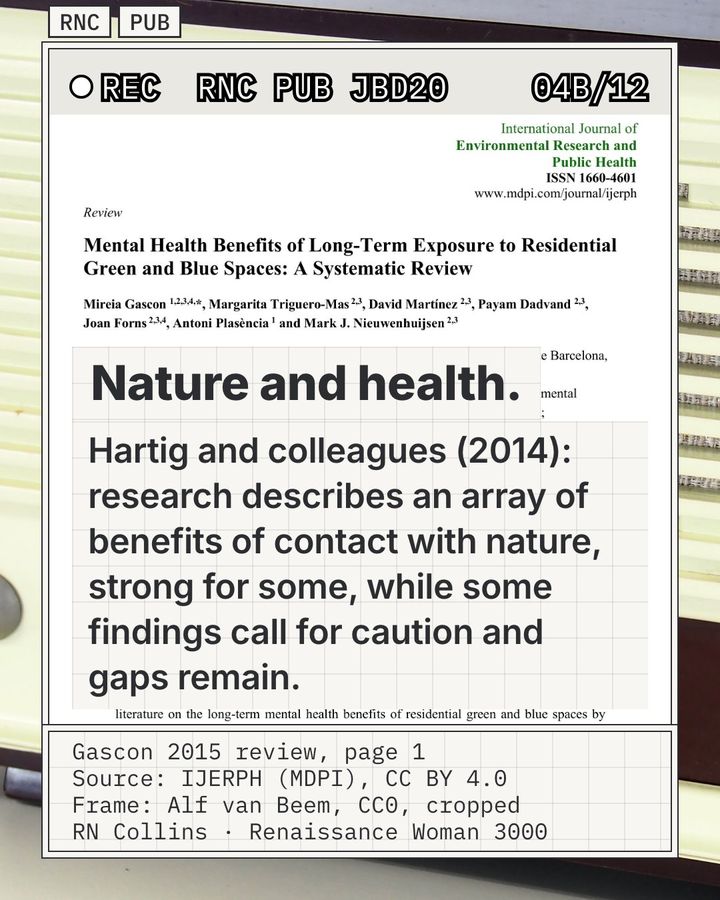 RNC PUB
REC RNC PUB JBD20 04B/12
International Journal of
Environmental Research and
Public Health
ISSN 1660-4601
www.mdpi.com/journal/ijerph
Review
Mental Health Benefits of Long-Term Exposure to Residential
Green and Blue Spaces: A Systematic Review
Mireia Gascon 1,2,3,4,*, Margarita Triguero-Mas 2,3, David Martínez 2,3, Payam Dadvand 2,3,
Joan Forns 2,3,4, Antoni Plasència 1 and Mark J. Nieuwenhuijsen 2,3
e Barcelona,
Nature and health.
mental
;
Hartig and colleagues (2014):
research describes an array of
benefits of contact with nature,
strong for some, while some
findings call for caution and
gaps remain.
literature on the long-term mental health benefits of residential green and blue spaces by
Gascon 2015 review, page 1
Source: IJERPH (MDPI), CC BY 4.0
Frame: Alf van Beem, CC0, cropped
RN Collins · Renaissance Woman 3000